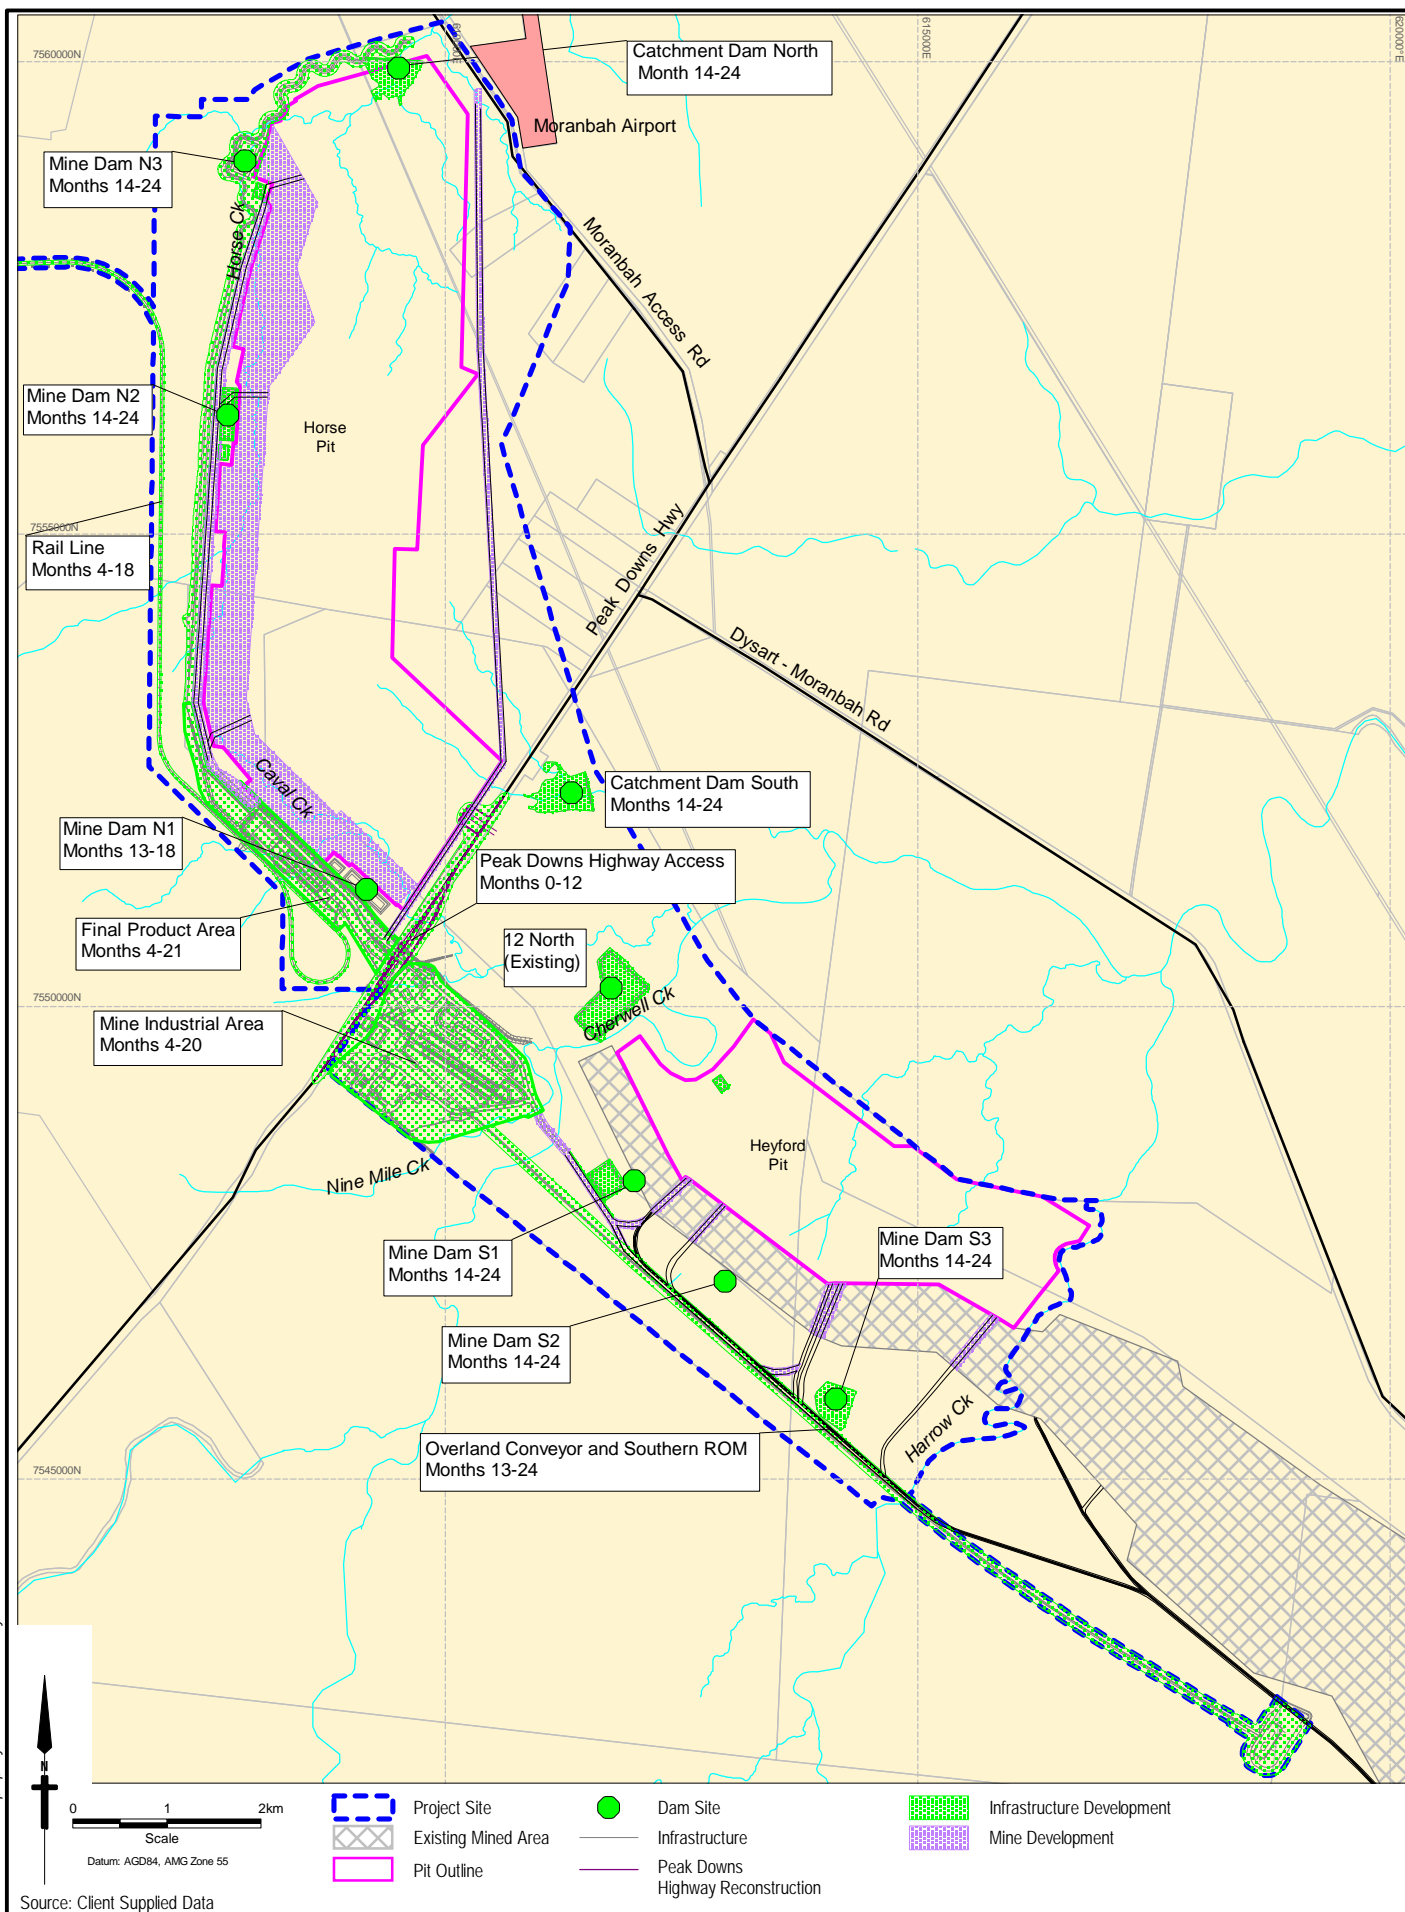 7560000N
615000E
620000°E
Catchment Dam North
Month 14-24
Moranbah Airport
Mine Dam N3
Months 14-24
Horse Ck
Moranbah Access Rd
Mine Dam N2
Months 14-24
Horse
Pit
7555000N
Rail Line
Months 4-18
Peak Downs Hwy
Dysart - Moranbah Rd
Caval Ck
Catchment Dam South
Months 14-24
Mine Dam N1
Months 13-18
Peak Downs Highway Access
Months 0-12
Final Product Area
Months 4-21
12 North
(Existing)
7550000N
Cherwell Ck
Mine Industrial Area
Months 4-20
Heyford
Pit
Nine Mile Ck
Mine Dam S1
Months 14-24
Mine Dam S3
Months 14-24
Mine Dam S2
Months 14-24
Harrow Ck
Overland Conveyor and Southern ROM
Months 13-24
7545000N
N
0 1 2km
Scale
Datum: AGD84, AMG Zone 55
Source: Client Supplied Data
Project Site
Existing Mined Area
Pit Outline
Dam Site
Infrastructure
Peak Downs
Highway Reconstruction
Infrastructure Development
Mine Development